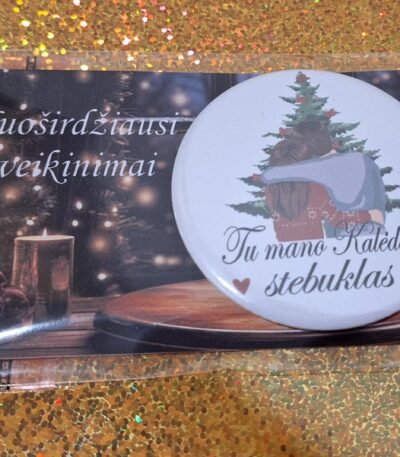 uoširdžiausi
veikinimai
Tu mano Kalėd
stebuklas